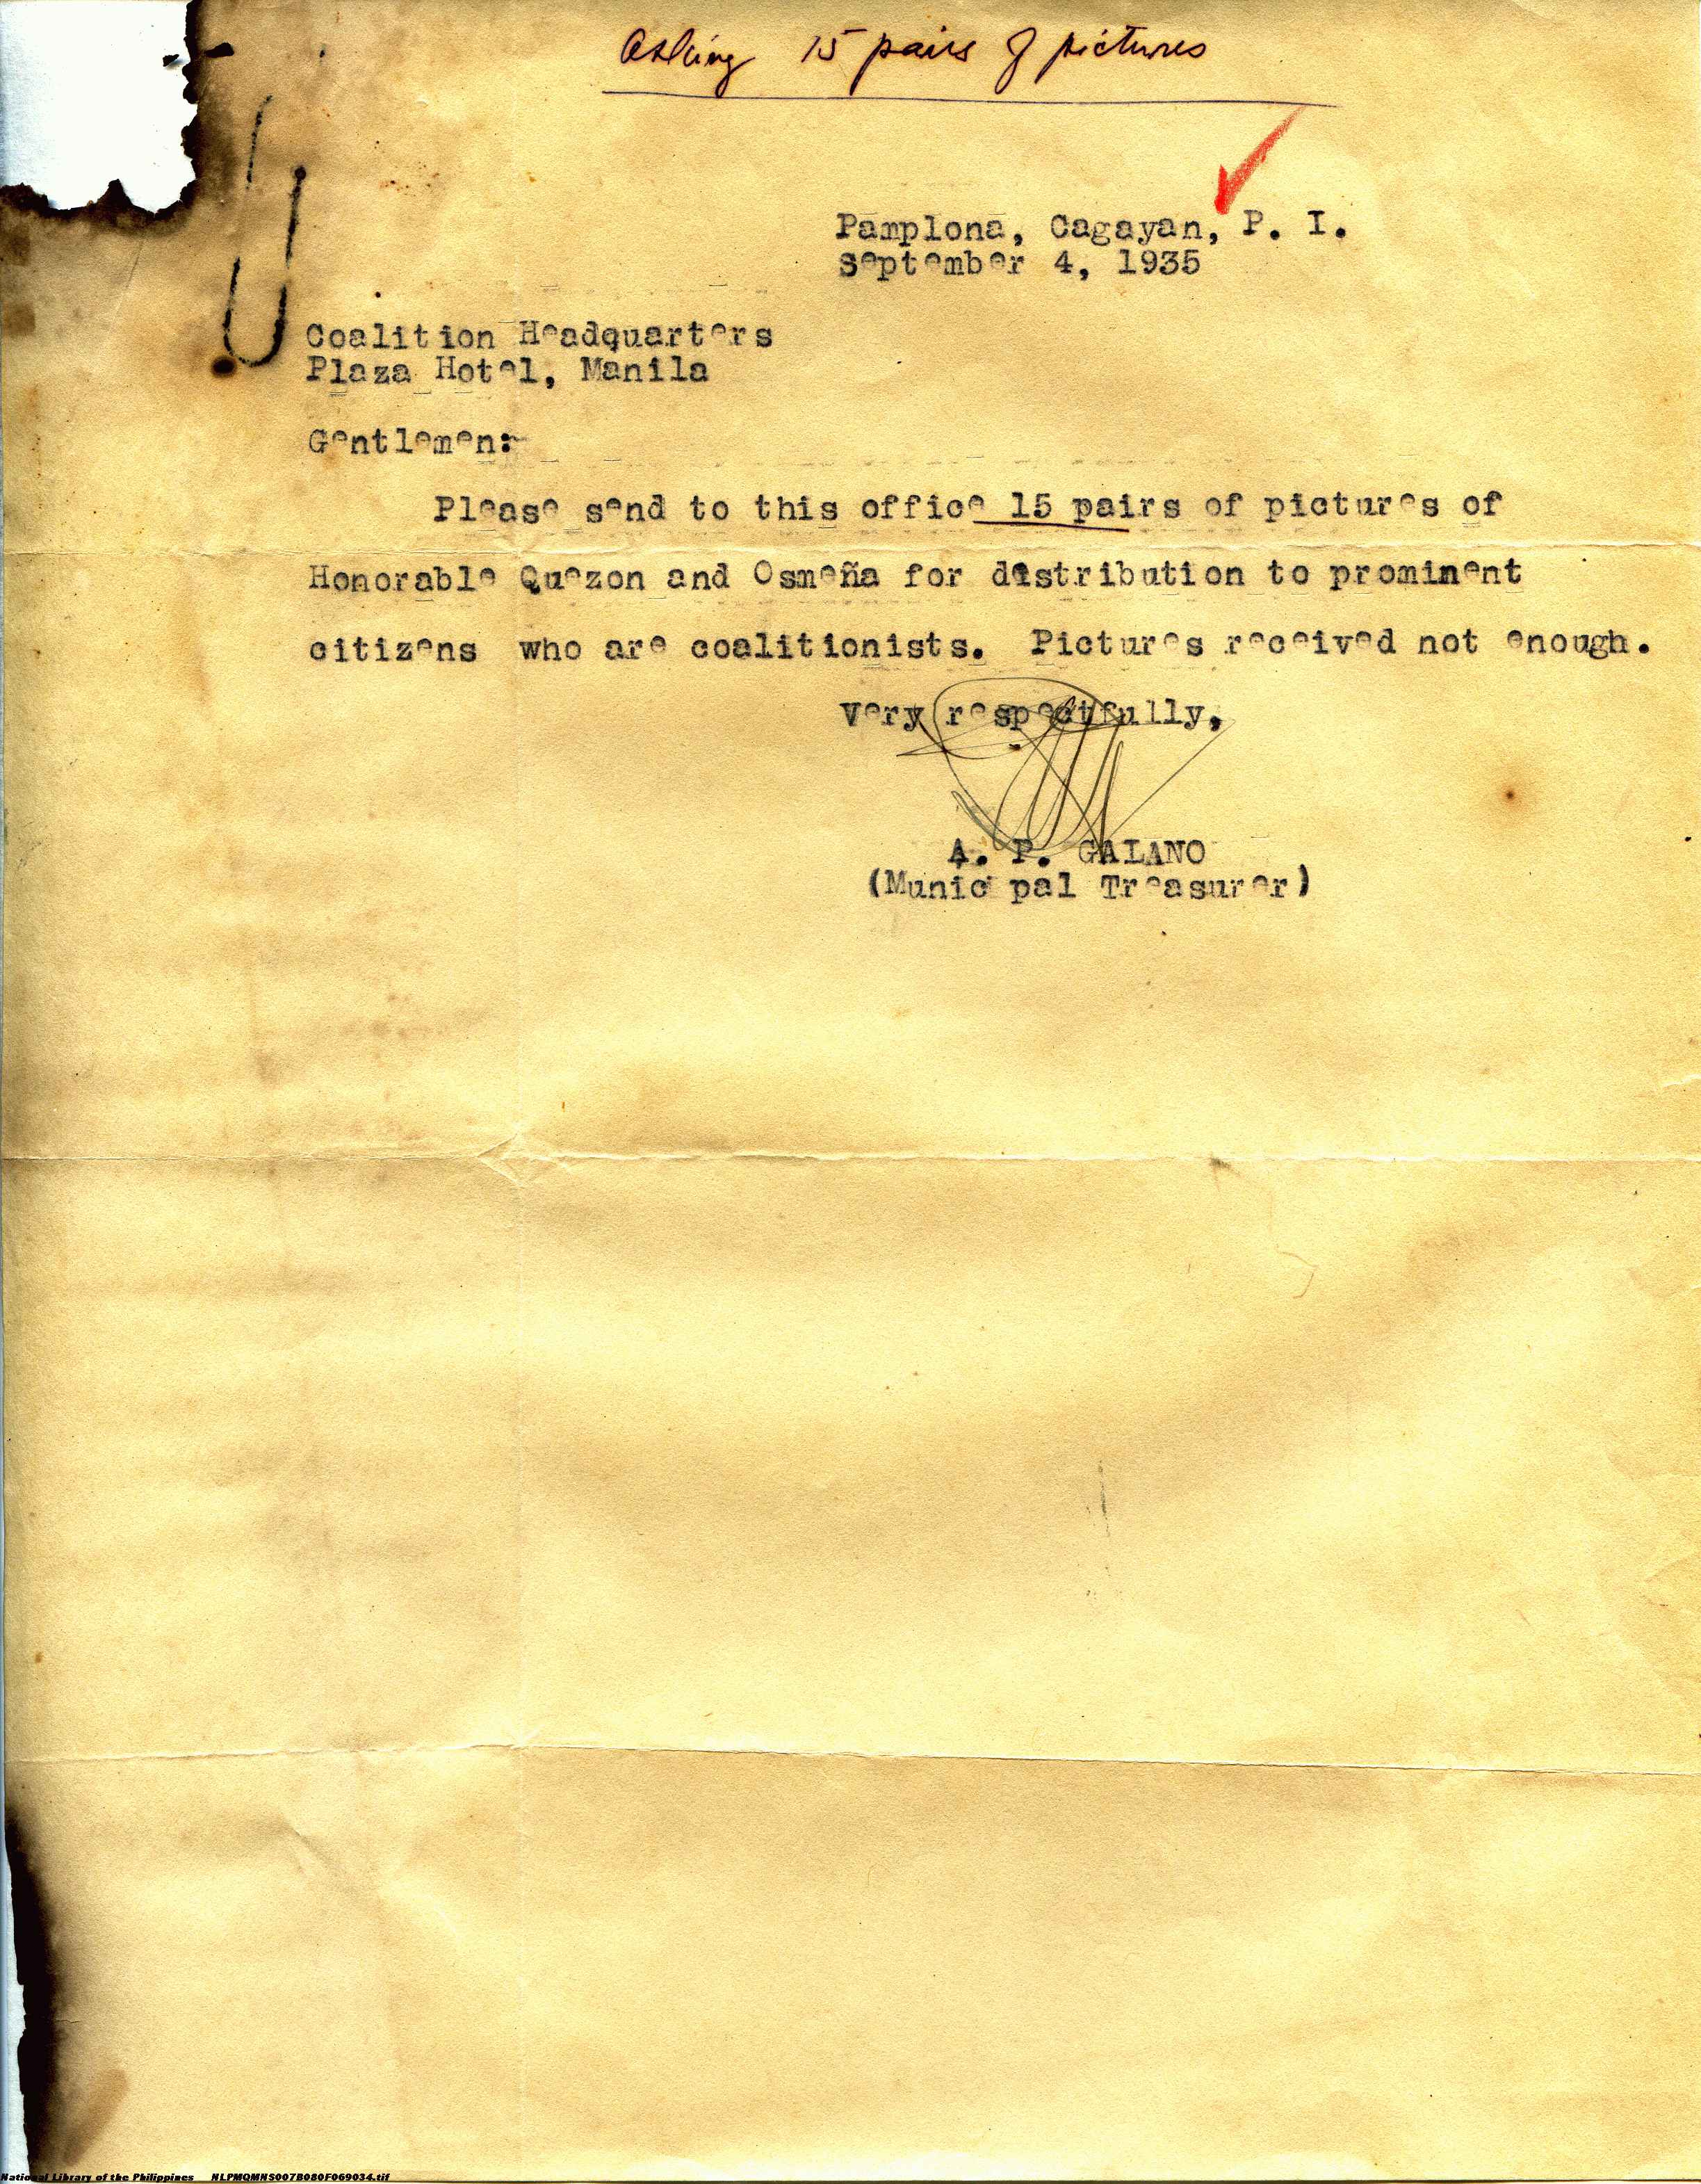 Asking 15 pairs of pictures
Pamplona, Cagayan, P. I.
September 4, 1935
Coalition Headquarters
Plaza Hotel, Manila
Gentlemen:-
Please send to this office 15 pairs of pictures of
Honorable Quezon and Osmeña for distribution to prominent
citizens who are coalitionists. Pictures received not enough.
Very respectfully,
A. P. GALANO
(Munic pal Treasurer)
National Library of the Philippines NLPMQMNS007B080F069034.tif